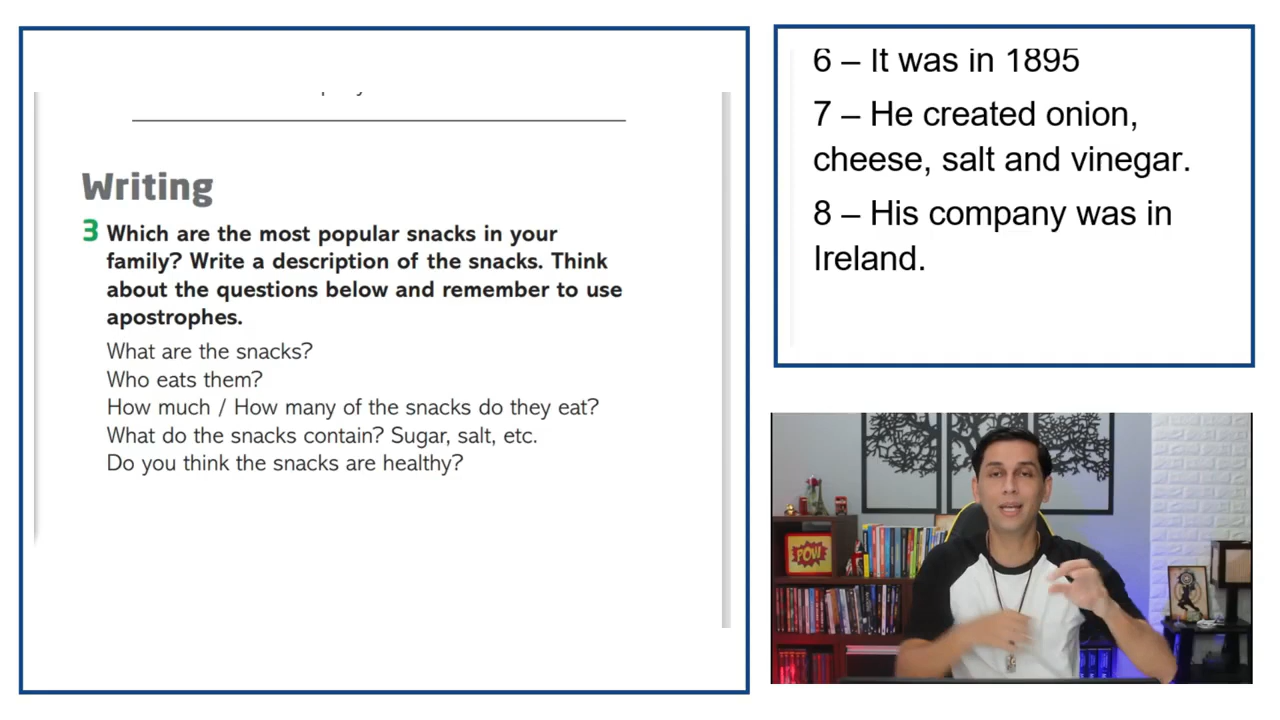 Writing
3 Which are the most popular snacks in your
family? Write a description of the snacks. Think
about the questions below and remember to use
apostrophes.
What are the snacks?
Who eats them?
How much / How many of the snacks do they eat?
What do the snacks contain? Sugar, salt, etc.
Do you think the snacks are healthy?
6 – It was in 1895
7 – He created onion,
cheese, salt and vinegar.
8 – His company was in
Ireland.
POW!